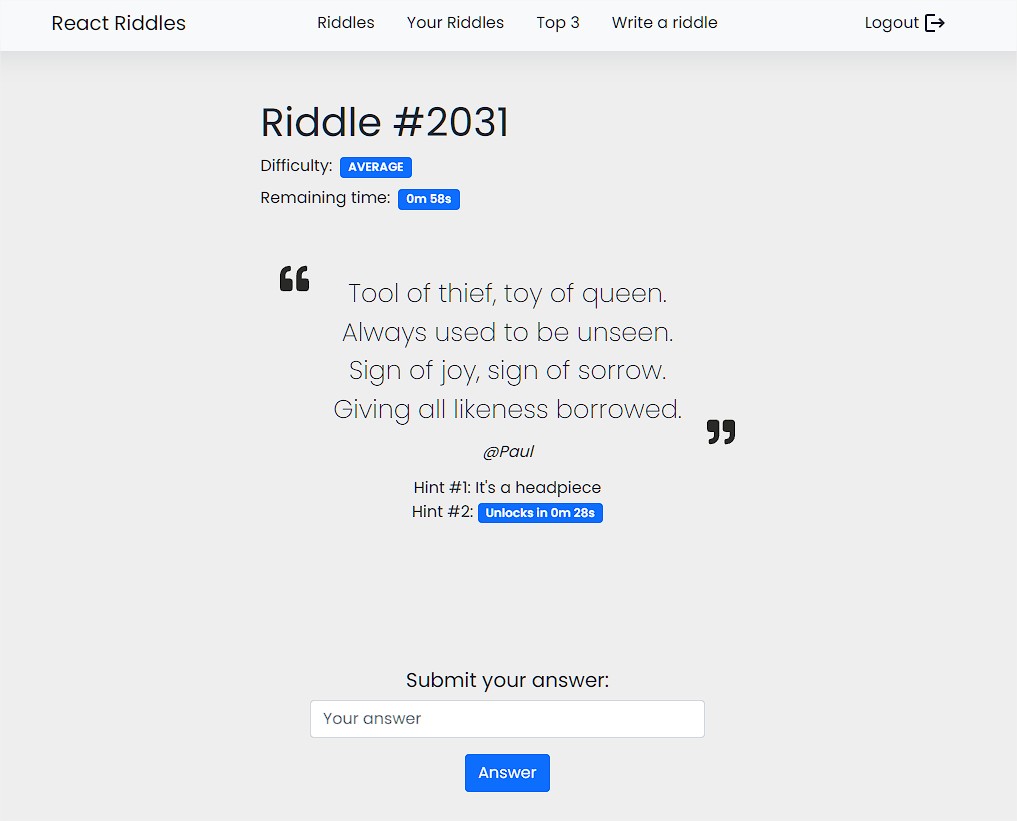 React Riddles
Riddles
Your Riddles
Top 3
Write a riddle
Logout
Riddle #2031
Difficulty: AVERAGE
Remaining time: 0m 58s
“
Tool of thief, toy of queen.
Always used to be unseen.
Sign of joy, sign of sorrow.
Giving all likeness borrowed.
”
@Paul
Hint #1: It's a headpiece
Hint #2: Unlocks in 0m 28s
Submit your answer:
Your answer
Answer